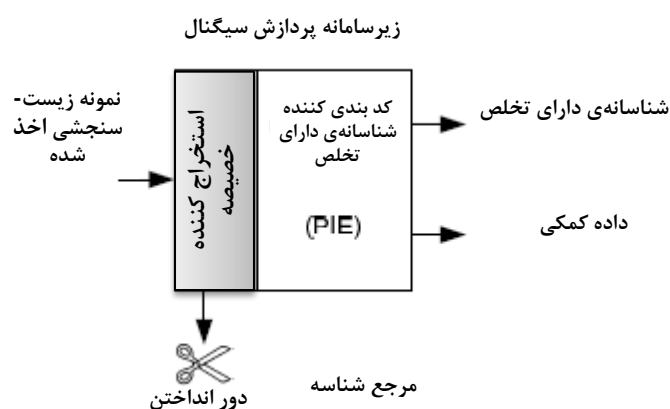 زیرسامانه پردازش سیگنال
نمونه زیست-
سنجشی اخذ
شده
استخراج کننده
خصیصه
کد بندی کننده
شناسانه‌ی دارای
تخلص
(PIE)
شناسانه‌ی دارای تخلص
داده کمکی
دور انداختن
مرجع شناسه